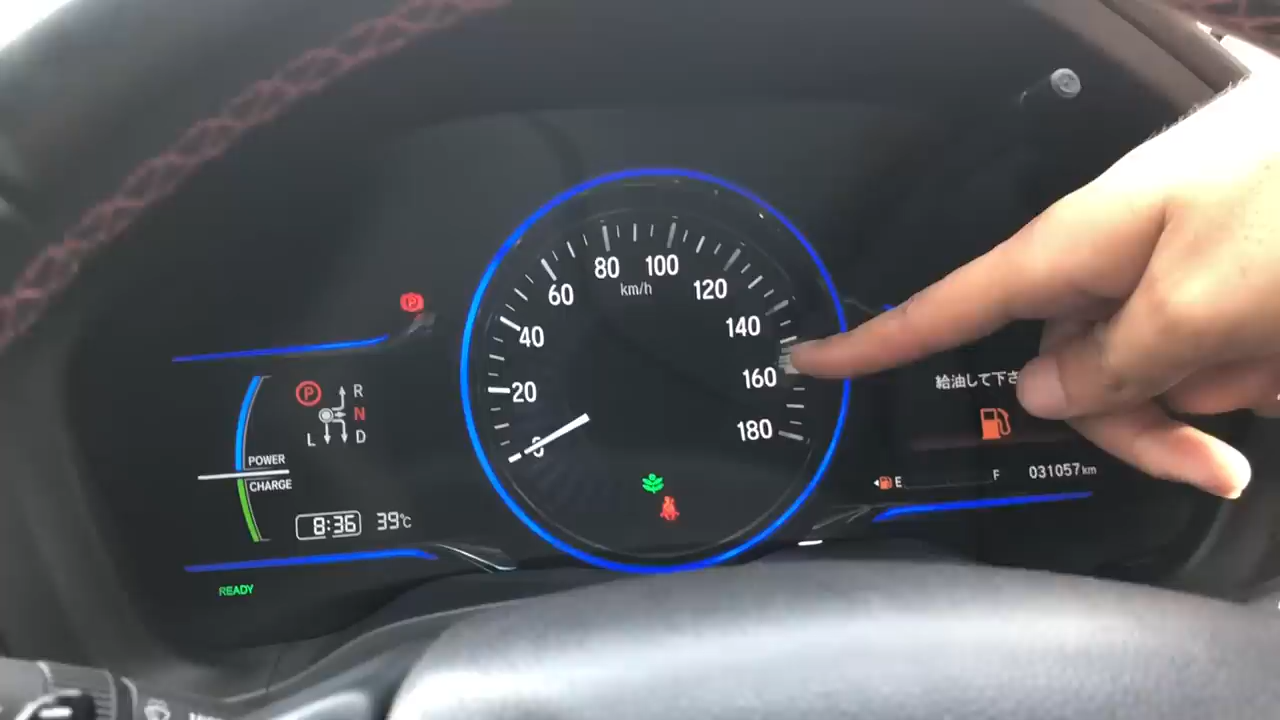 80 100
km/h
60
120
40
140
20
160
0
180
P
P
R
N
L
D
POWER
CHARGE
8:36 39℃
READY
給油して下さ
E F
031057km